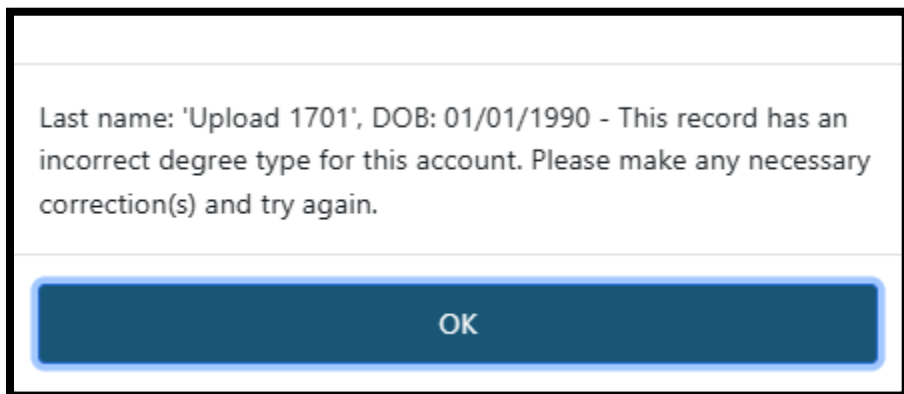 Last name: 'Upload 1701', DOB: 01/01/1990 - This record has an
incorrect degree type for this account. Please make any necessary
correction(s) and try again.
OK